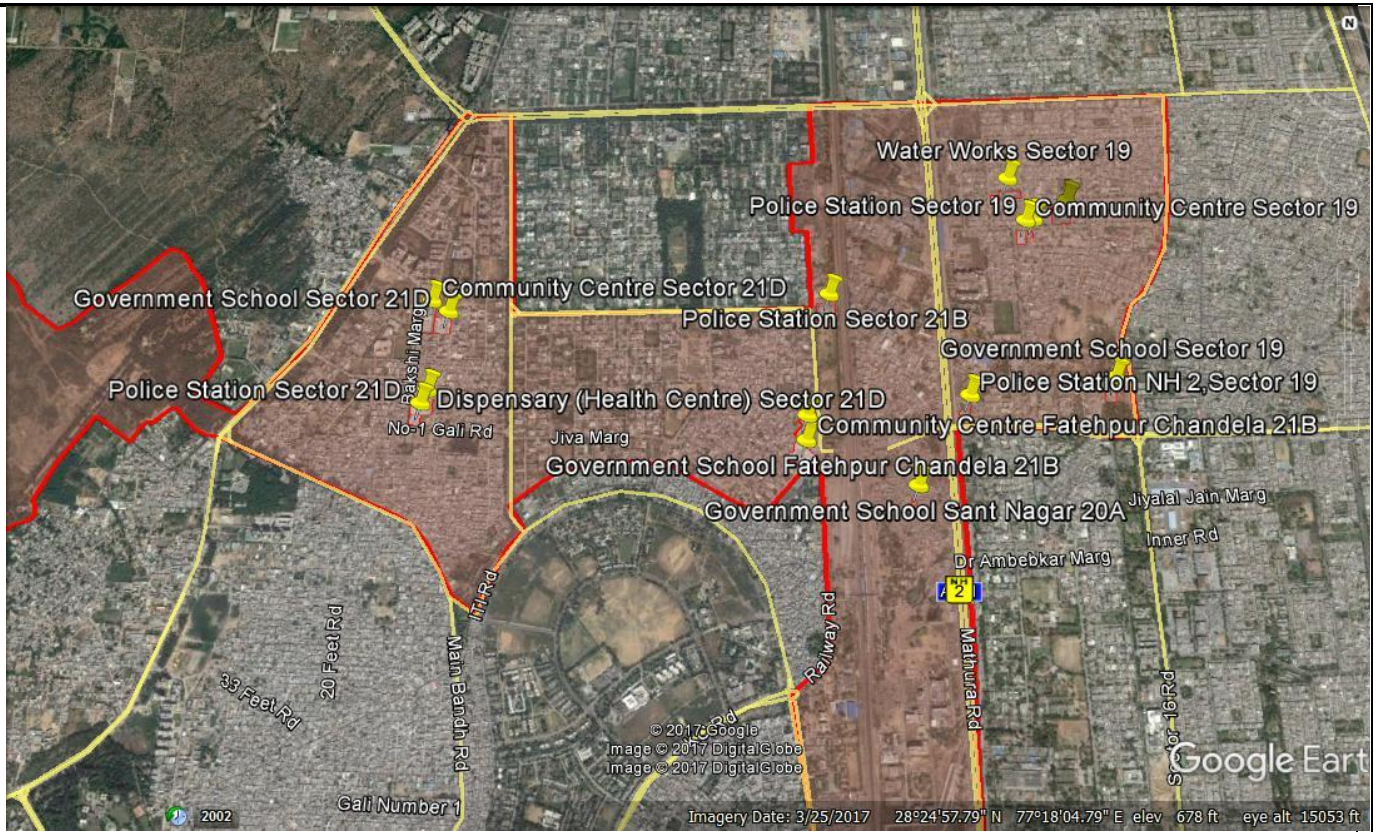 N
Water Works Sector 19
Police Station Sector 19
Community Centre Sector 19
Government School Sector 21D
Community Centre Sector 21D
Bakshi Marg
Police Station Sector 21B
Government School Sector 19
Police Station Sector 21D
Dispensary (Health Centre) Sector 21D
Police Station NH 2,Sector 19
No-1 Gali Rd
Jiva Marg
Community Centre Fatehpur Chandela 21B
Government School Fatehpur Chandela 21B
Government School Sant Nagar 20A
Jiyalal Jain Marg
Inner Rd
Dr Ambebkar Marg
NH
2
ITI Rd
20 Feet Rd
33 Feet Rd
Main Bandh Rd
Railway Rd
Mathura Rd
Sector 16 Rd
Rd
© 2017 Google
Image © 2017 DigitalGlobe
Image © 2017 DigitalGlobe
Google Eart
Gali Number 1
2002
Imagery Date: 3/25/2017 28°24'57.79" N 77°18'04.79" E elev 678 ft eye alt 15053 ft